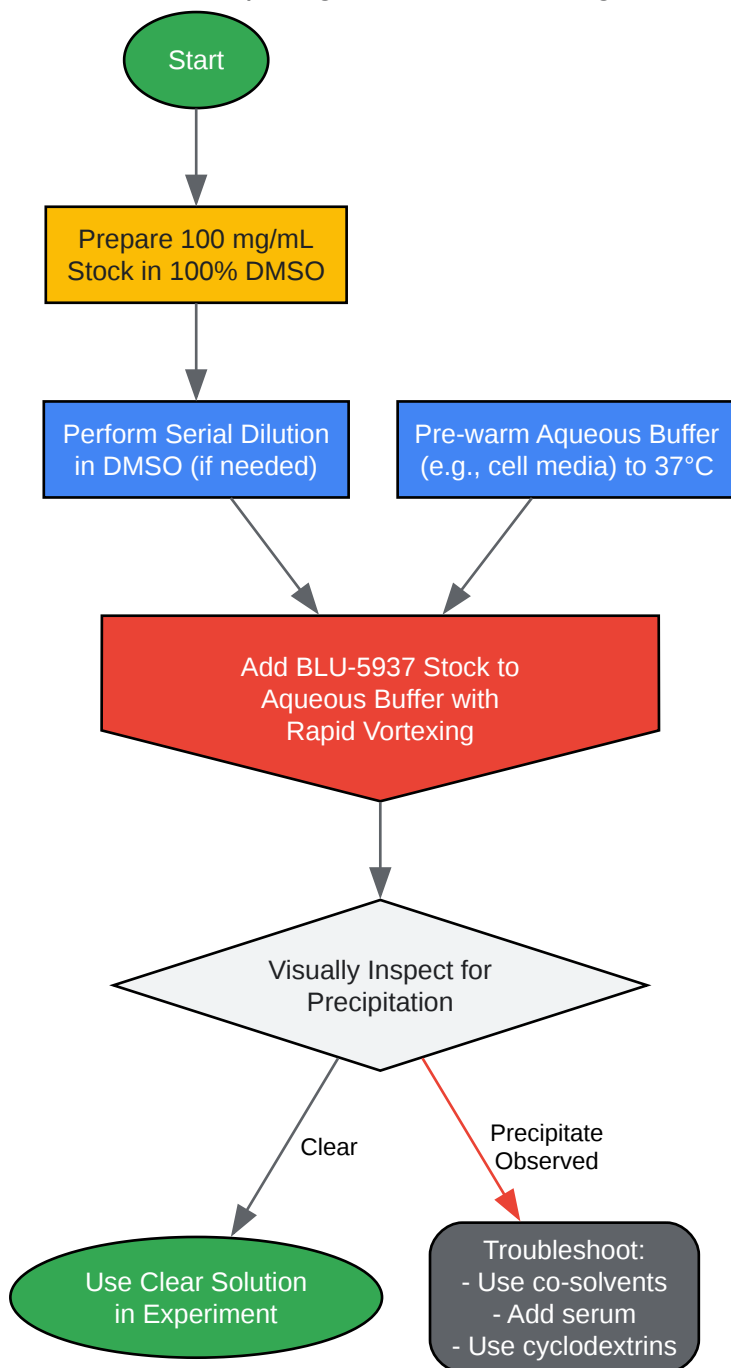 Start
Prepare 100 mg/mL
Stock in 100% DMSO
Perform Serial Dilution
in DMSO (if needed)
Pre-warm Aqueous Buffer
(e.g., cell media) to 37°C
Add BLU-5937 Stock to
Aqueous Buffer with
Rapid Vortexing
Visually Inspect for
Precipitation
Clear
Precipitate
Observed
Use Clear Solution
in Experiment
Troubleshoot:
- Use co-solvents
- Add serum
- Use cyclodextrins